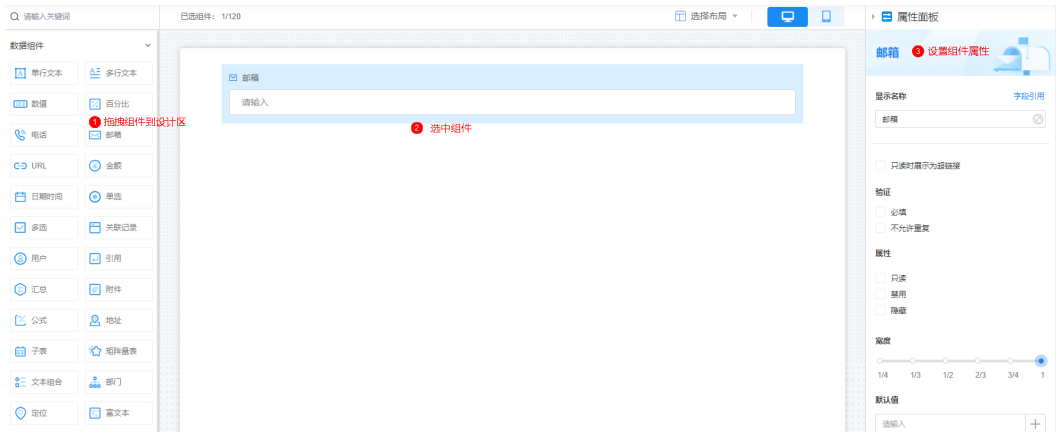 请输入关键词
已选组件： 1/120
选择布局
属性面板
数据组件
单行文本
多行文本
数值
百分比
1 拖拽组件到设计区
电话
邮箱
URL
金额
日期时间
单选
多选
关联记录
用户
引用
汇总
附件
公式
地址
子表
矩阵量表
文本组合
部门
定位
富文本
邮箱
请输入
2 选中组件
邮箱
3 设置组件属性
显示名称
字段引用
邮箱
只读时展示为超链接
验证
必填
不允许重复
属性
只读
禁用
隐藏
宽度
1/4 1/3 1/2 2/3 3/4 1
默认值
请输入